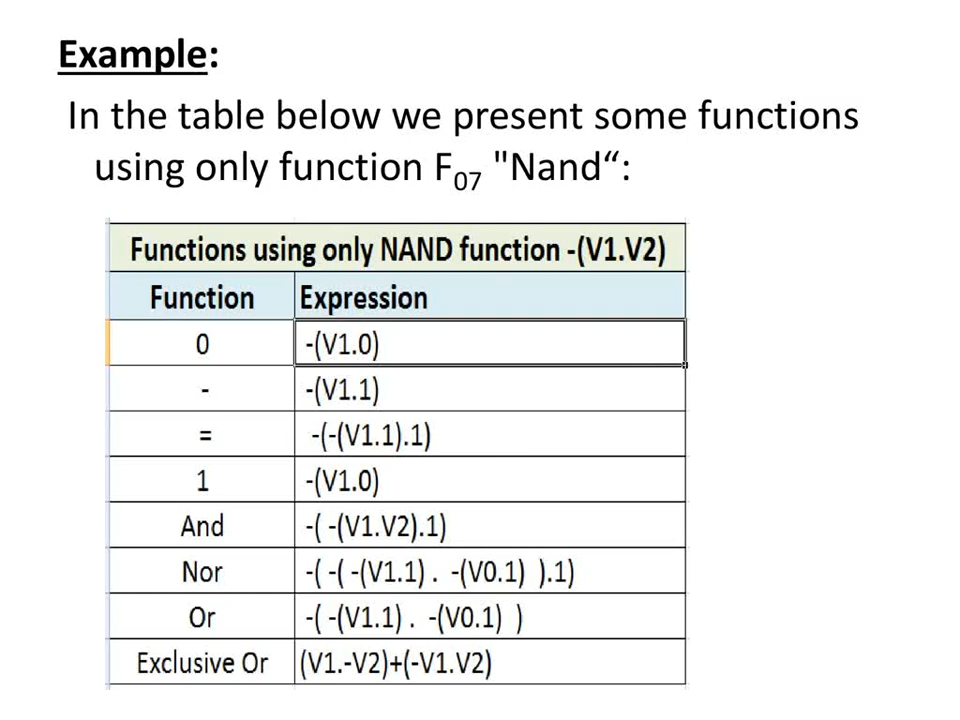 Example:
In the table below we present some functions
using only function F07 "Nand“:
Functions using only NAND function -(V1.V2)
Function Expression
0 -(V1.0)
- -(V1.1)
= -(-(V1.1).1)
1 -(V1.0)
And -( -(V1.V2).1)
Nor -( -( -(V1.1) . -(V0.1) ).1)
Or -( -(V1.1) . -(V0.1) )
Exclusive Or (V1.-V2)+(-V1.V2)